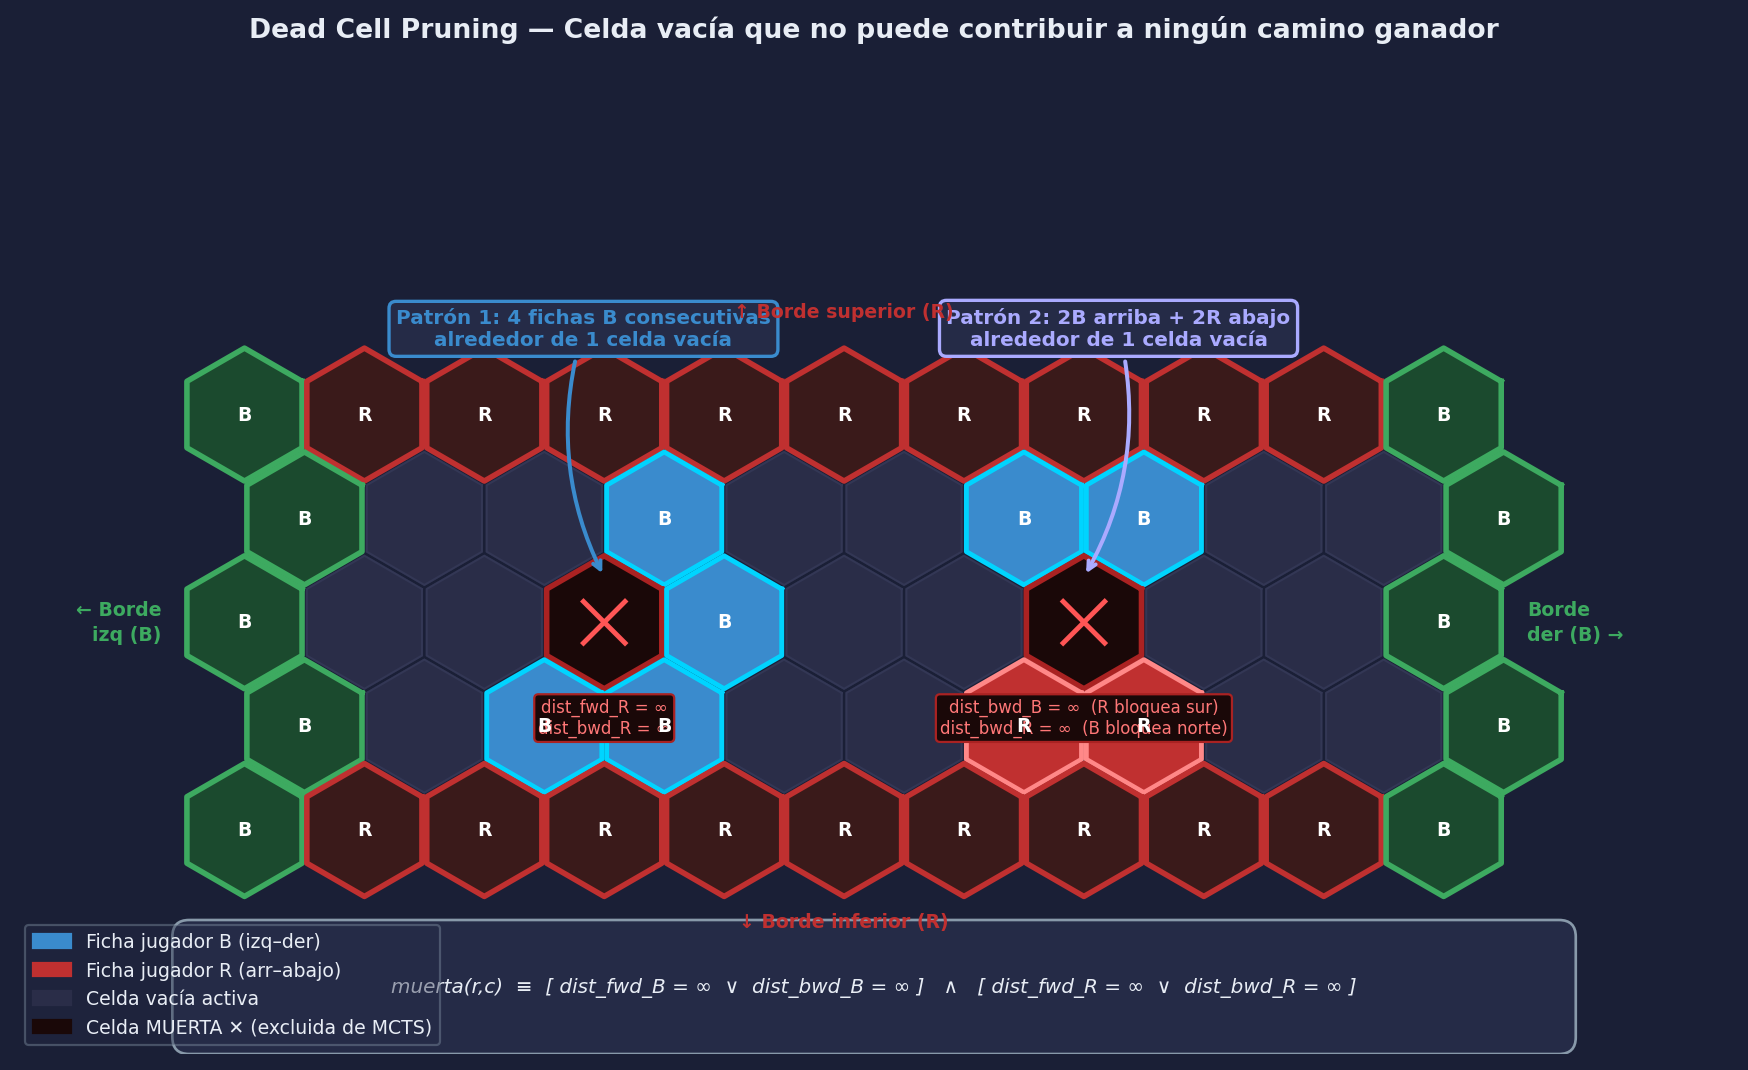 Dead Cell Pruning — Celda vacía que no puede contribuir a ningún camino ganador
↑ Borde superior (R)
Patrón 1: 4 fichas B consecutivas
alrededor de 1 celda vacía
Patrón 2: 2B arriba + 2R abajo
alrededor de 1 celda vacía
B R R R R R R R R R B
B B B B B
← Borde
izq (B)
B B B
Borde
der (B) →
B B B R R B
dist_fwd_R = ∞
dist_bwd_R = ∞
dist_bwd_B = ∞ (R bloquea sur)
dist_bwd_R = ∞ (B bloquea norte)
B R R R R R R R R R B
↓ Borde inferior (R)
Ficha jugador B (izq–der)
Ficha jugador R (arr–abajo)
Celda vacía activa
Celda MUERTA ✕ (excluida de MCTS)
muerta(r,c) ≡ [ dist_fwd_B = ∞ ∨ dist_bwd_B = ∞ ] ∧ [ dist_fwd_R = ∞ ∨ dist_bwd_R = ∞ ]